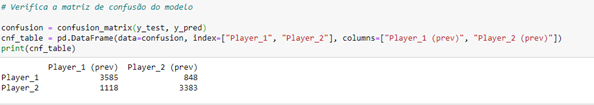 # Verifica a matriz de confusão do modelo
confusion = confusion_matrix(y_test, y_pred)
cnf_table = pd.DataFrame(data=confusion, index=["Player_1", "Player_2"], columns=["Player_1 (prev)", "Player_2 (prev)"])
print(cnf_table)
Player_1 (prev) Player_2 (prev)
Player_1 3585 848
Player_2 1118 3383